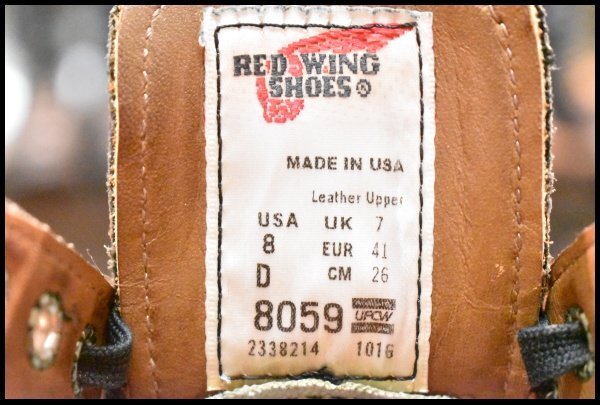 RED WING
SHOES®
MADE IN USA
Leather Upper
USA UK 7
8 EUR 41
D CM 26
8059 UFCW
2338214 1016